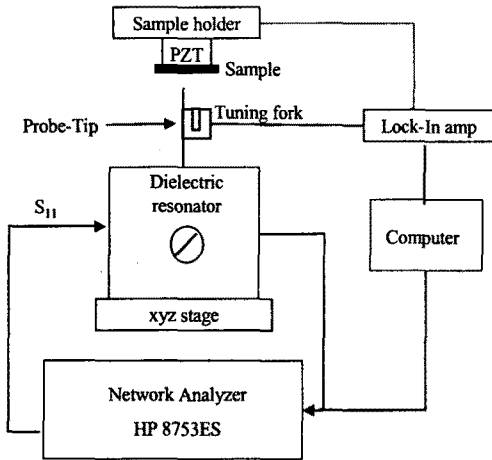 Sample holder
PZT
Sample
Tuning fork
Probe-Tip
Lock-In amp
Dielectric
resonator
S11
Computer
xyz stage
Network Analyzer
HP 8753ES